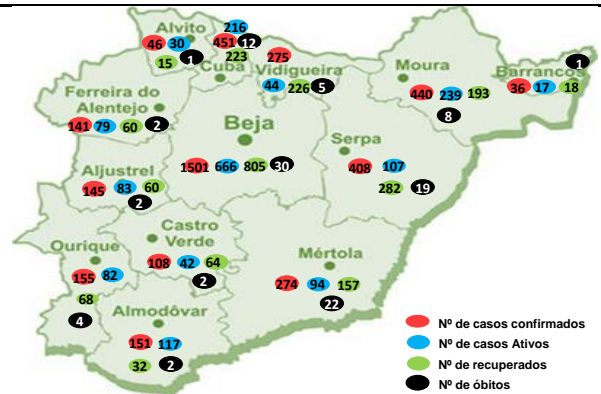 216
Alvito
46 30
451 12
15 1
223
Cuba
275
Vidigueira
44 226 5
Moura
440 239 193
8
1
Barrancos
36 17 18
Ferreira do
Alentejo
141 79 60 2
Beja
1501 666 805 30
Serpa
408 107
282 19
Aljustrel
145 83 60
2
Castro
Verde
108 42 64
2
Ourique
155 82
68
4
Mértola
274 94 157
22
Almodôvar
151 117
32 2
Nº de casos confirmados
Nº de casos Ativos
Nº de recuperados
Nº de óbitos